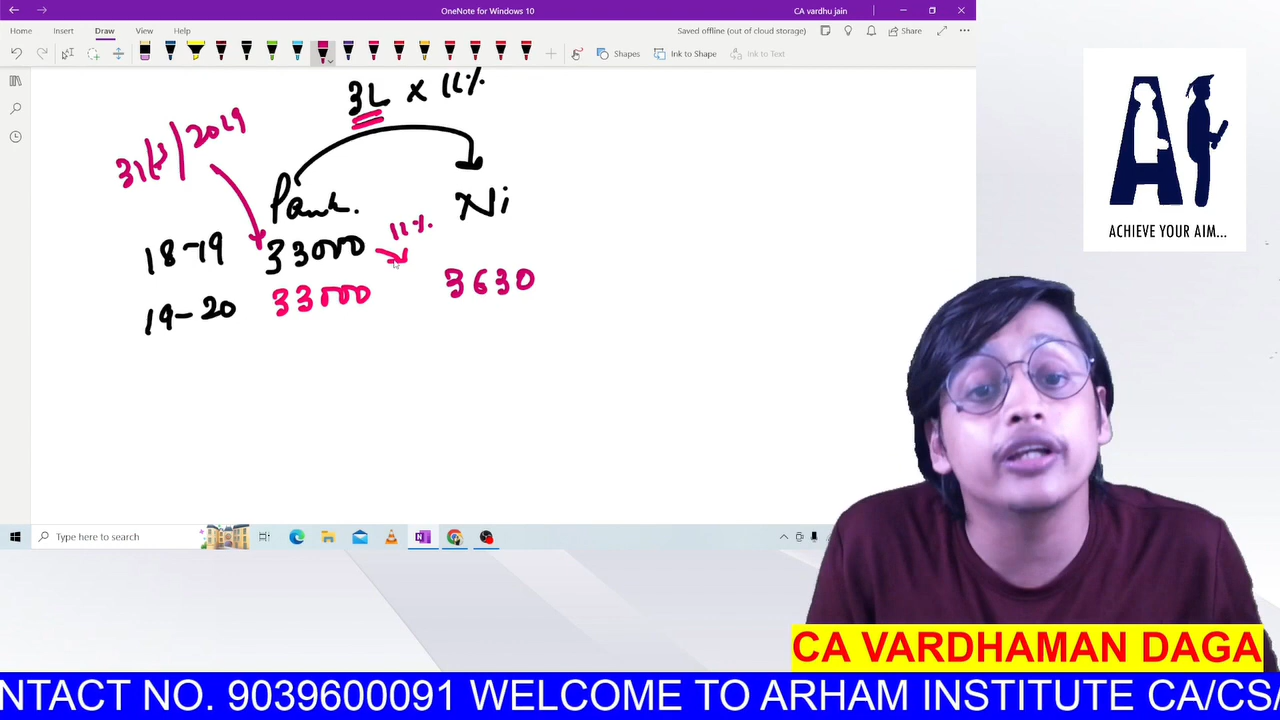 OneNote for Windows 10
CA vardhu jain
Home Insert Draw View Help
Saved offline (out of cloud storage)
Share
Shapes
Ink to Shape
Ink to Text
3L x 11%
31/3/2019
Pank.
Ni
18-19 33000 11%
3630
19-20 33000
Type here to search
ACHIEVE YOUR AIM...
CA VARDHAMAN DAGA
NTACT NO. 9039600091 WELCOME TO ARHAM INSTITUTE CA/CSA